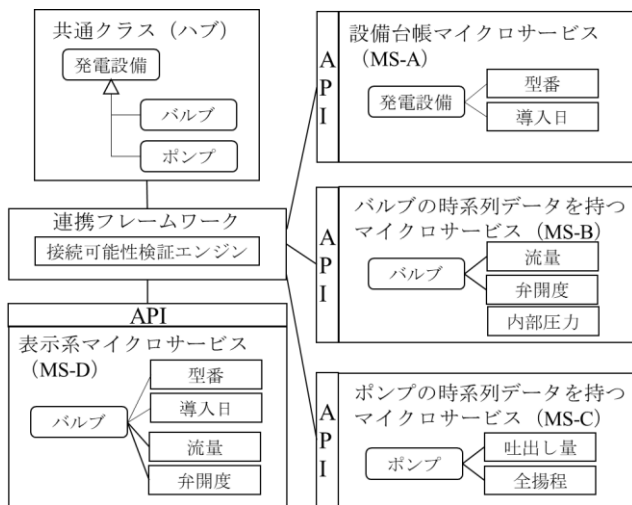 共通クラス（ハブ）
発電設備
バルブ
ポンプ
連携フレームワーク
接続可能性検証エンジン
API
表示系マイクロサービス
(MS-D)
バルブ
型番
導入日
流量
弁開度
API
設備台帳マイクロサービス
(MS-A)
発電設備
型番
導入日
API
バルブの時系列データを持つ
マイクロサービス（MS-B）
バルブ
流量
弁開度
内部圧力
API
ポンプの時系列データを持つ
マイクロサービス（MS-C）
ポンプ
吐出し量
全揚程